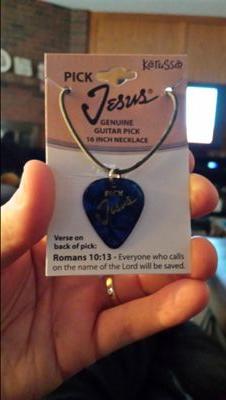 Kerusso
PICK
Jesus®
GENUINE
GUITAR PICK
16 INCH NECKLACE
PICK
Jesus
Verse on
back of pick:
Romans 10:13 - Everyone who calls
on the name of the Lord will be saved.